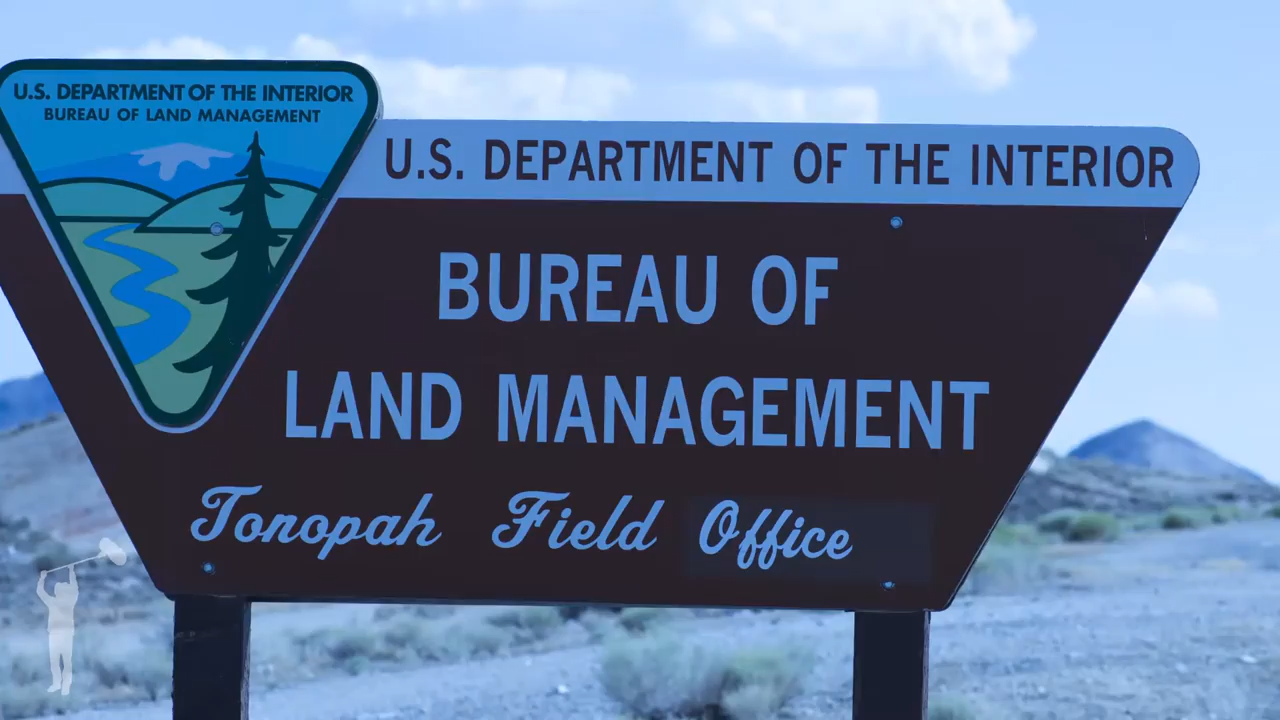 U.S. DEPARTMENT OF THE INTERIOR
BUREAU OF LAND MANAGEMENT
U.S. DEPARTMENT OF THE INTERIOR
BUREAU OF
LAND MANAGEMENT
Tonopah Field Office